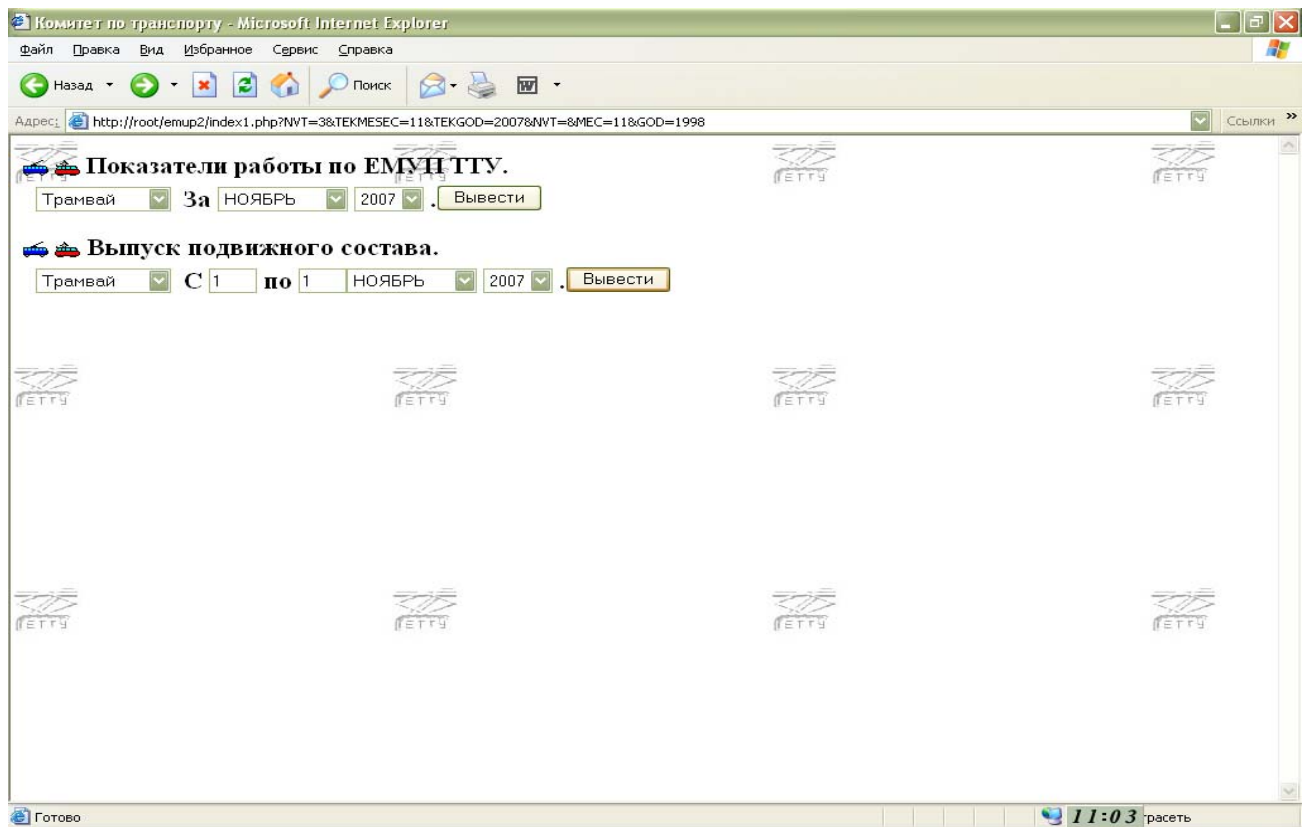 Комитет по транспорту - Microsoft Internet Explorer
Файл Правка Вид Избранное Сервис Справка
Назад Поиск
Адрес: http://root/emup2/index1.php?NVT=3&TEKMESEC=11&TEKGOD=2007&NVT=&MEC=11&GOD=1998 Ссылки »
Показатели работы по ЕМУП ТТУ.
Трамвай За НОЯБРЬ 2007 . Вывести
Выпуск подвижного состава.
Трамвай С 1 по 1 НОЯБРЬ 2007 . Вывести
Готово 11:03 расеть